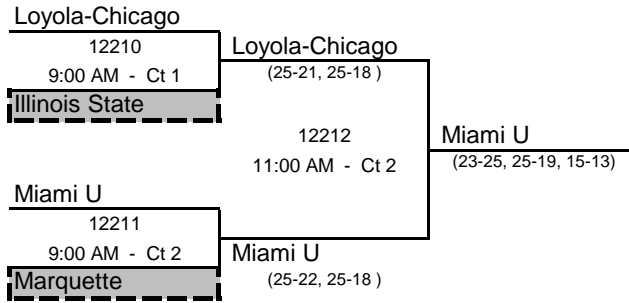 Loyola-Chicago
12210
9:00 AM - Ct 1
Illinois State
Loyola-Chicago
(25-21, 25-18 )
12212
11:00 AM - Ct 2
Miami U
(23-25, 25-19, 15-13)
Miami U
12211
9:00 AM - Ct 2
Marquette
Miami U
(25-22, 25-18 )